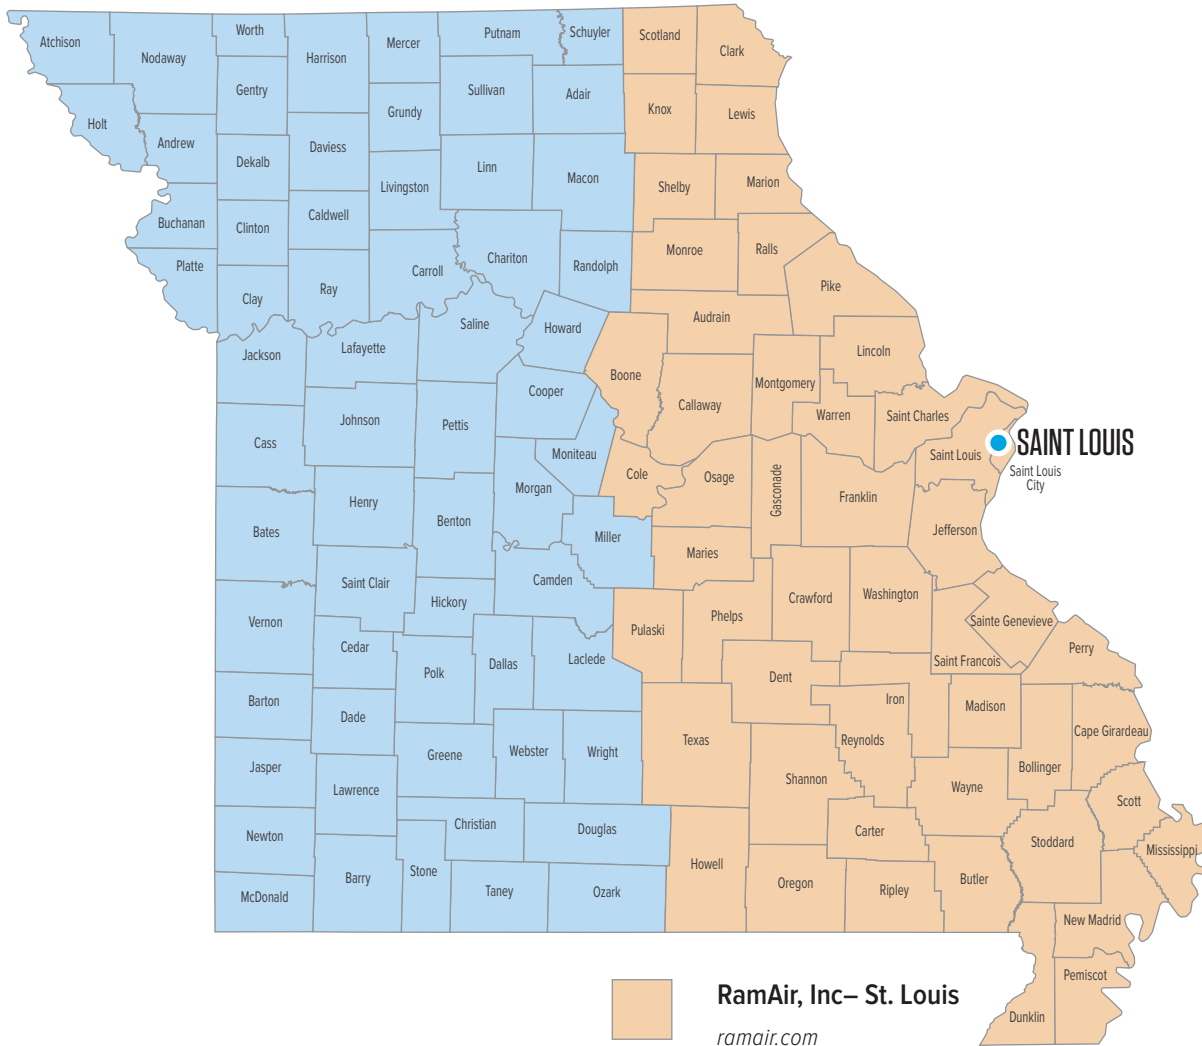 Atchison
Nodaway
Worth
Harrison
Mercer
Putnam
Schuyler
Scotland
Clark
Gentry
Sullivan
Adair
Knox
Lewis
Holt
Andrew
Grundy
Dekalb
Daviess
Livingston
Linn
Macon
Shelby
Marion
Buchanan
Clinton
Caldwell
Platte
Clay
Ray
Carroll
Chariton
Randolph
Monroe
Ralls
Pike
Audrain
Jackson
Lafayette
Saline
Howard
Boone
Lincoln
Cooper
Callaway
Montgomery
Warren
Saint Charles
Johnson
Pettis
Cass
Moniteau
Saint Louis
SAINT LOUIS
Saint Louis
City
Cole
Osage
Gasconade
Franklin
Morgan
Henry
Benton
Bates
Miller
Maries
Jefferson
Saint Clair
Camden
Hickory
Crawford
Washington
Vernon
Pulaski
Phelps
Sainte Genevieve
Cedar
Polk
Dallas
Laclede
Dent
Saint Francois
Perry
Barton
Dade
Iron
Madison
Cape Girardeau
Greene
Webster
Wright
Texas
Reynolds
Jasper
Lawrence
Shannon
Wayne
Bollinger
Scott
Newton
Christian
Douglas
Carter
Stoddard
Mississippi
Howell
Barry
Stone
Taney
Ozark
Oregon
Ripley
Butler
McDonald
New Madrid
Pemiscot
Dunklin
RamAir, Inc– St. Louis
ramair.com